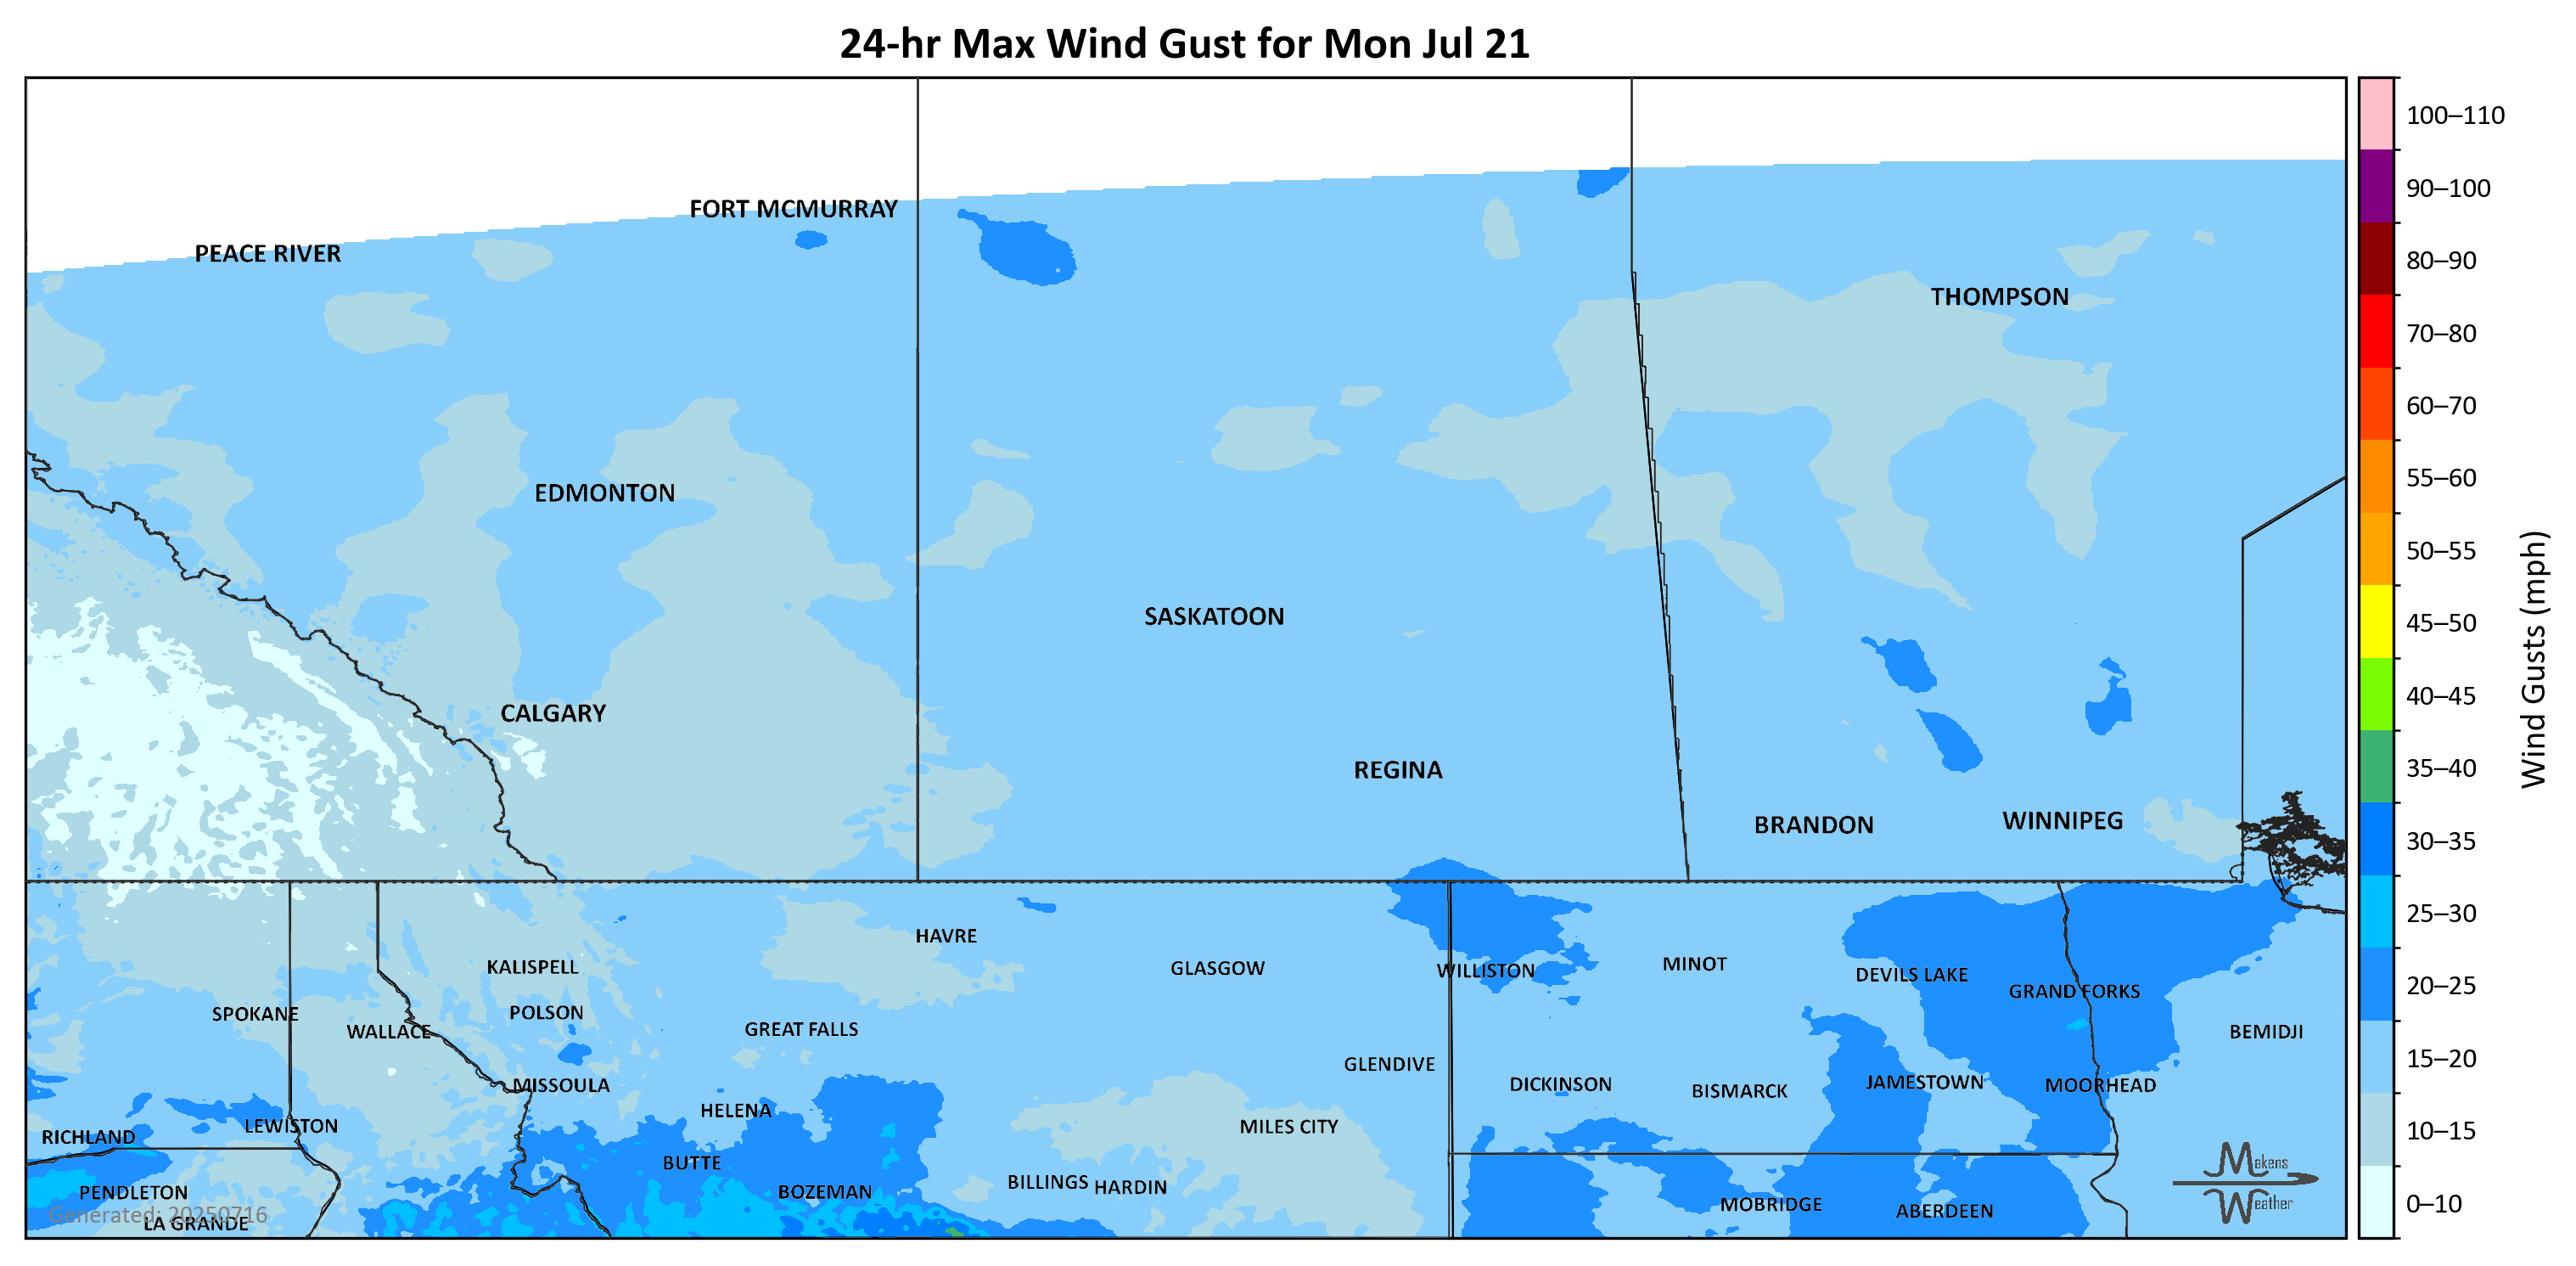 24-hr Max Wind Gust for Mon Jul 21
FORT MCMURRAY
PEACE RIVER
THOMPSON
EDMONTON
SASKATOON
CALGARY
REGINA
BRANDON
WINNIPEG
HAVRE
KALISPELL
GLASGOW
WILLISTON
MINOT
DEVILS LAKE
GRAND FORKS
SPOKANE
POLSON
WALLACE
GREAT FALLS
BEMIDJI
GLENDIVE
MISSOULA
DICKINSON
BISMARCK
JAMESTOWN
MOORHEAD
HELENA
LEWISTON
MILES CITY
RICHLAND
BUTTE
BILLINGS
HARDIN
PENDLETON
BOZEMAN
MOBRIDGE
ABERDEEN
Generated: 20250716
LA GRANDE
Makens
Weather
100–110
90–100
80–90
70–80
60–70
55–60
50–55
45–50
40–45
35–40
30–35
25–30
20–25
15–20
10–15
0–10
Wind Gusts (mph)